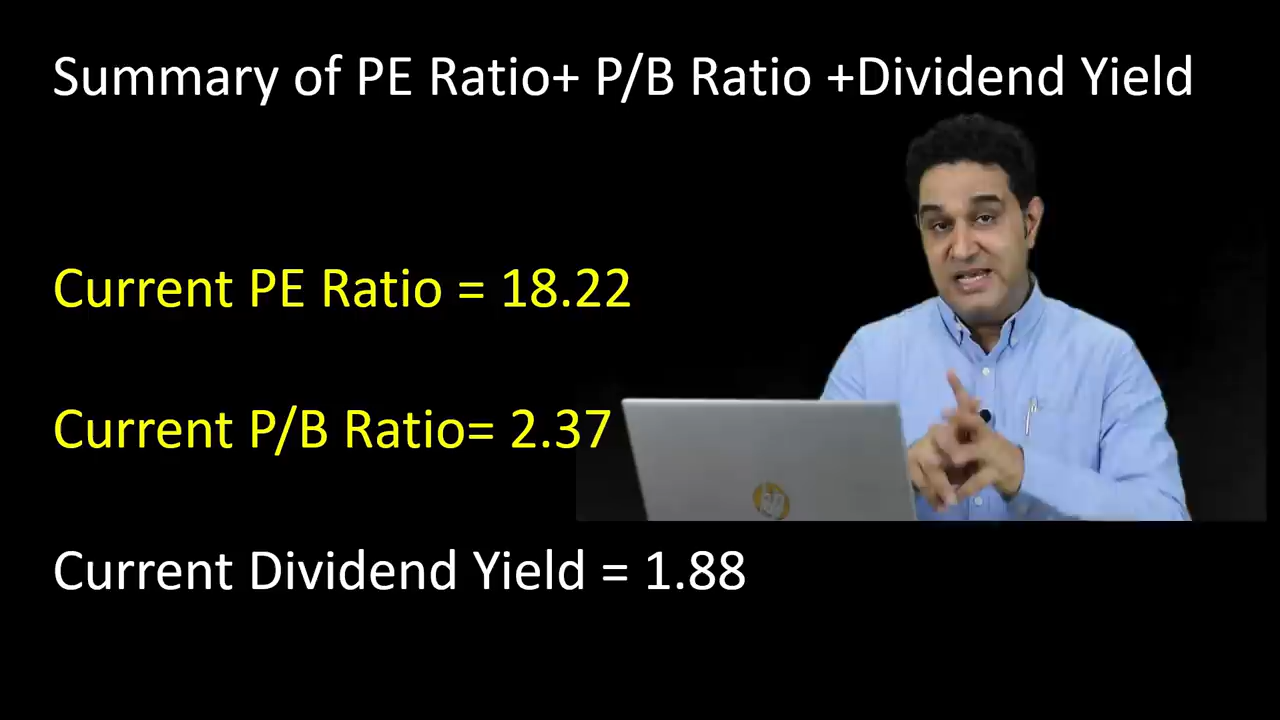 Summary of PE Ratio+ P/B Ratio +Dividend Yield
Current PE Ratio = 18.22
Current P/B Ratio= 2.37
Current Dividend Yield = 1.88